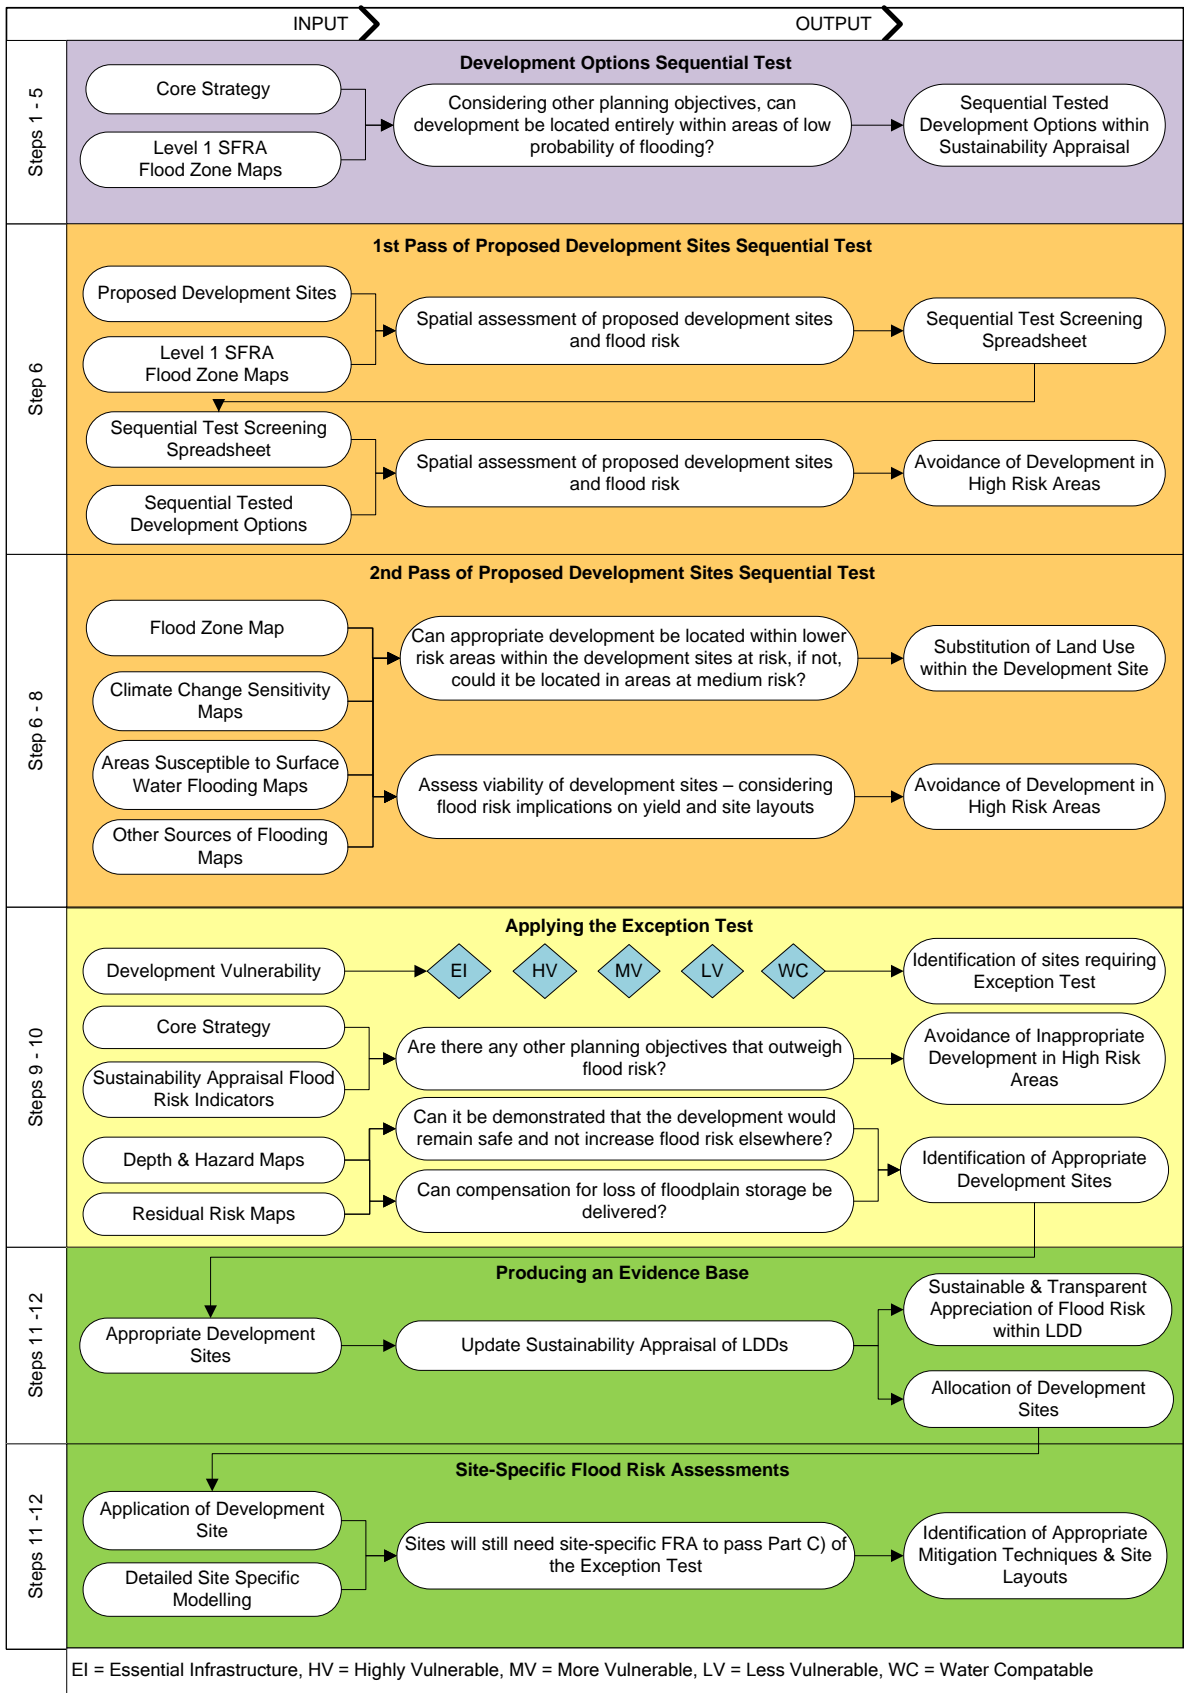 INPUT
OUTPUT
Steps 1 - 5
Development Options Sequential Test
Core Strategy
Level 1 SFRA
Flood Zone Maps
Considering other planning objectives, can
development be located entirely within areas of low
probability of flooding?
Sequential Tested
Development Options within
Sustainability Appraisal
Step 6
1st Pass of Proposed Development Sites Sequential Test
Proposed Development Sites
Level 1 SFRA
Flood Zone Maps
Spatial assessment of proposed development sites
and flood risk
Sequential Test Screening
Spreadsheet
Sequential Test Screening
Spreadsheet
Sequential Tested
Development Options
Spatial assessment of proposed development sites
and flood risk
Avoidance of Development in
High Risk Areas
Step 6 - 8
2nd Pass of Proposed Development Sites Sequential Test
Flood Zone Map
Climate Change Sensitivity
Maps
Areas Susceptible to Surface
Water Flooding Maps
Other Sources of Flooding
Maps
Can appropriate development be located within lower
risk areas within the development sites at risk, if not,
could it be located in areas at medium risk?
Substitution of Land Use
within the Development Site
Assess viability of development sites – considering
flood risk implications on yield and site layouts
Avoidance of Development in
High Risk Areas
Steps 9 - 10
Applying the Exception Test
Development Vulnerability
EI
HV
MV
LV
WC
Identification of sites requiring
Exception Test
Core Strategy
Sustainability Appraisal Flood
Risk Indicators
Are there any other planning objectives that outweigh
flood risk?
Avoidance of Inappropriate
Development in High Risk
Areas
Depth & Hazard Maps
Residual Risk Maps
Can it be demonstrated that the development would
remain safe and not increase flood risk elsewhere?
Can compensation for loss of floodplain storage be
delivered?
Identification of Appropriate
Development Sites
Steps 11 -12
Producing an Evidence Base
Appropriate Development
Sites
Update Sustainability Appraisal of LDDs
Sustainable & Transparent
Appreciation of Flood Risk
within LDD
Allocation of Development
Sites
Steps 11 -12
Site-Specific Flood Risk Assessments
Application of Development
Site
Detailed Site Specific
Modelling
Sites will still need site-specific FRA to pass Part C) of
the Exception Test
Identification of Appropriate
Mitigation Techniques & Site
Layouts
EI = Essential Infrastructure, HV = Highly Vulnerable, MV = More Vulnerable, LV = Less Vulnerable, WC = Water Compatable